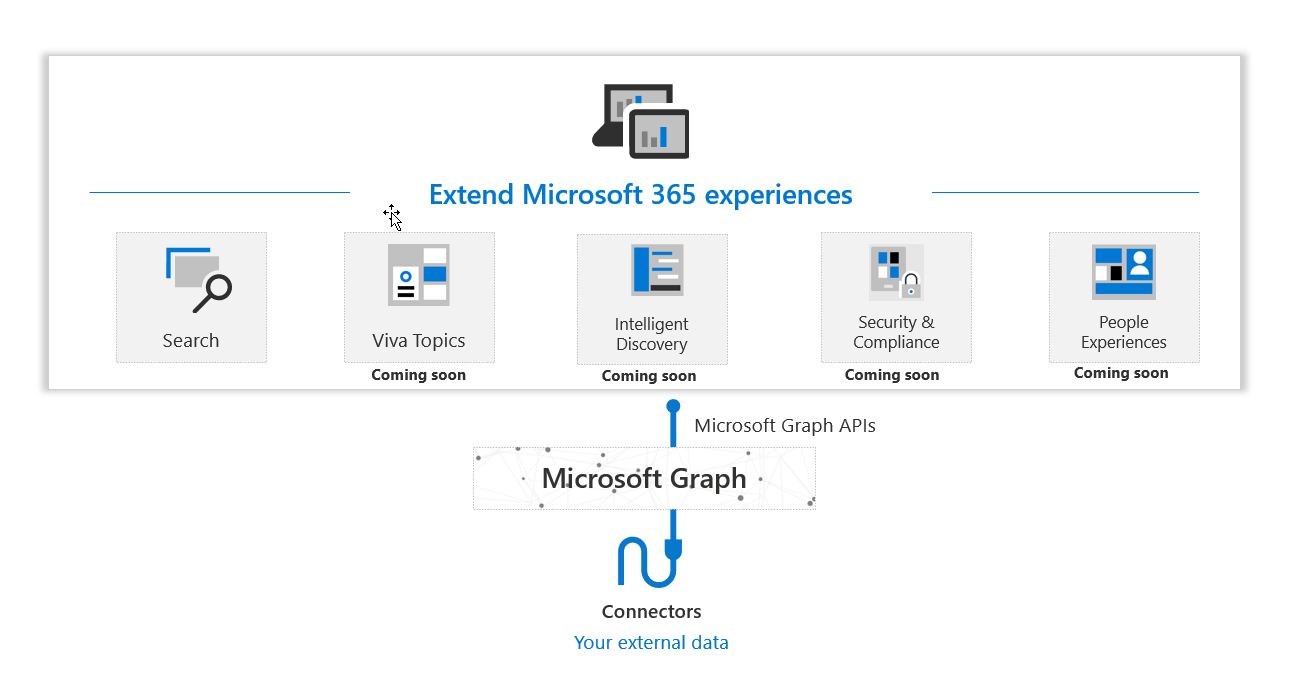 Extend Microsoft 365 experiences
Search
Viva Topics
Coming soon
Intelligent
Discovery
Coming soon
Security &
Compliance
Coming soon
People
Experiences
Coming soon
Microsoft Graph APIs
Microsoft Graph
Connectors
Your external data